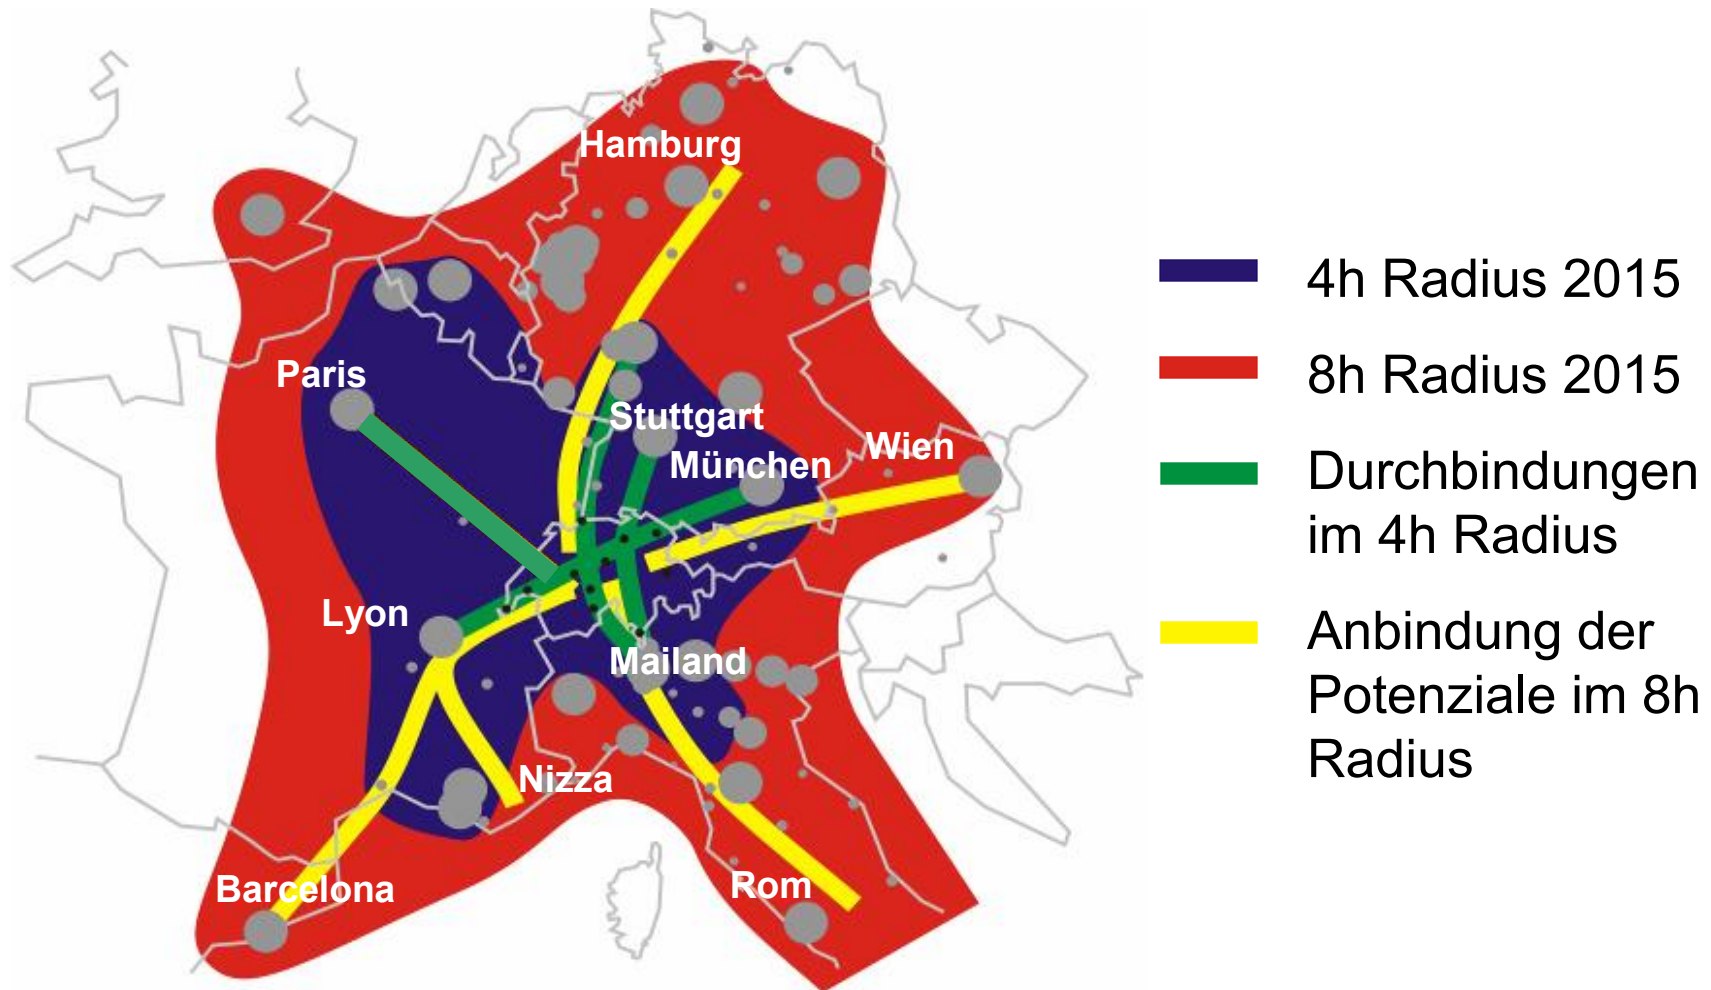 Hamburg
Paris
Stuttgart
Wien
München
Lyon
Mailand
Nizza
Barcelona
Rom
4h Radius 2015
8h Radius 2015
Durchbindungen
im 4h Radius
Anbindung der
Potenziale im 8h
Radius